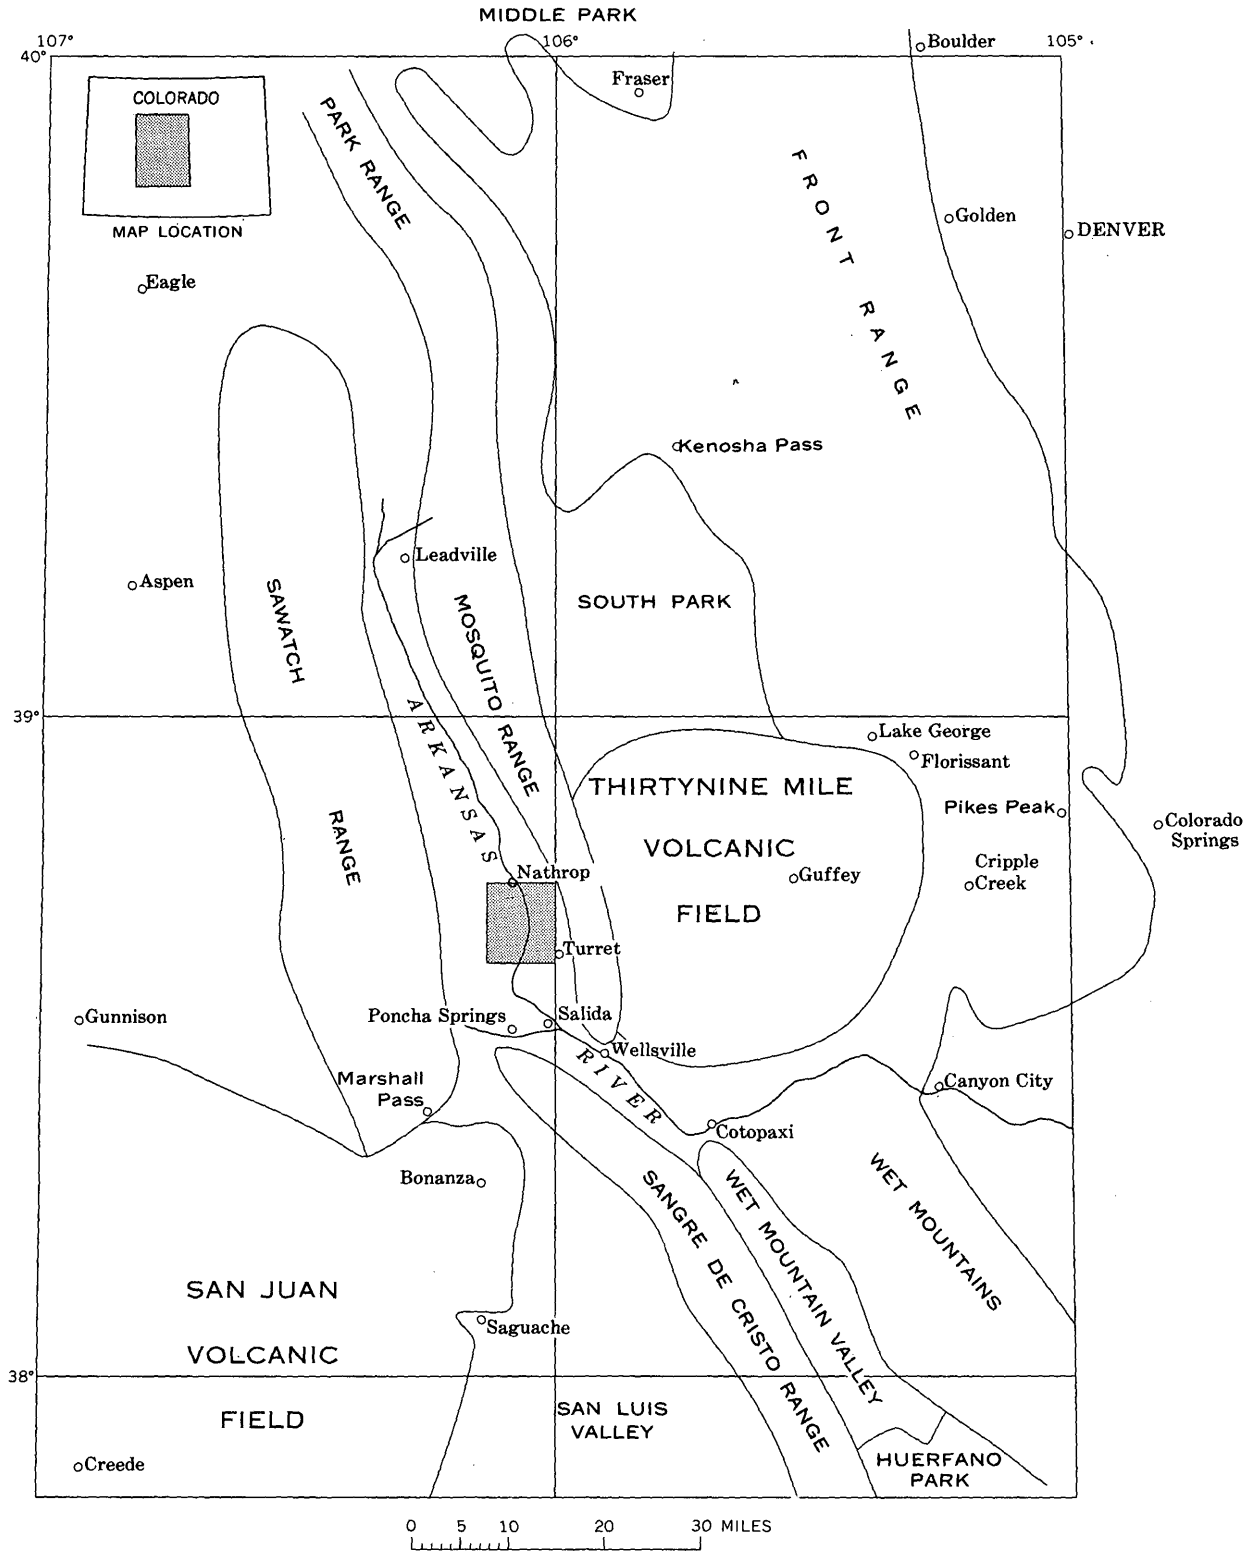 MIDDLE PARK
107°
106°
105°
40°
Boulder
Fraser
COLORADO
MAP LOCATION
PARK RANGE
FRONT RANGE
Golden
DENVER
Eagle
Kenosha Pass
Leadville
Aspen
SAWATCH
RANGE
MOSQUITO RANGE
SOUTH PARK
ARKANSAS
RIVER
39°
Lake George
Florissant
THIRTYNINE MILE
VOLCANIC
FIELD
Pikes Peak
Colorado
Springs
Cripple
Creek
Guffey
Nathrop
Turret
Gunnison
Poncha Springs
Salida
Wellsville
Marshall
Pass
Canyon City
Cotopaxi
Bonanza
SANGRE DE CRISTO RANGE
WET MOUNTAIN VALLEY
WET MOUNTAINS
SAN JUAN
VOLCANIC
FIELD
Saguache
38°
SAN LUIS
VALLEY
HUERFANO
PARK
Creede
0 5 10 20 30 MILES